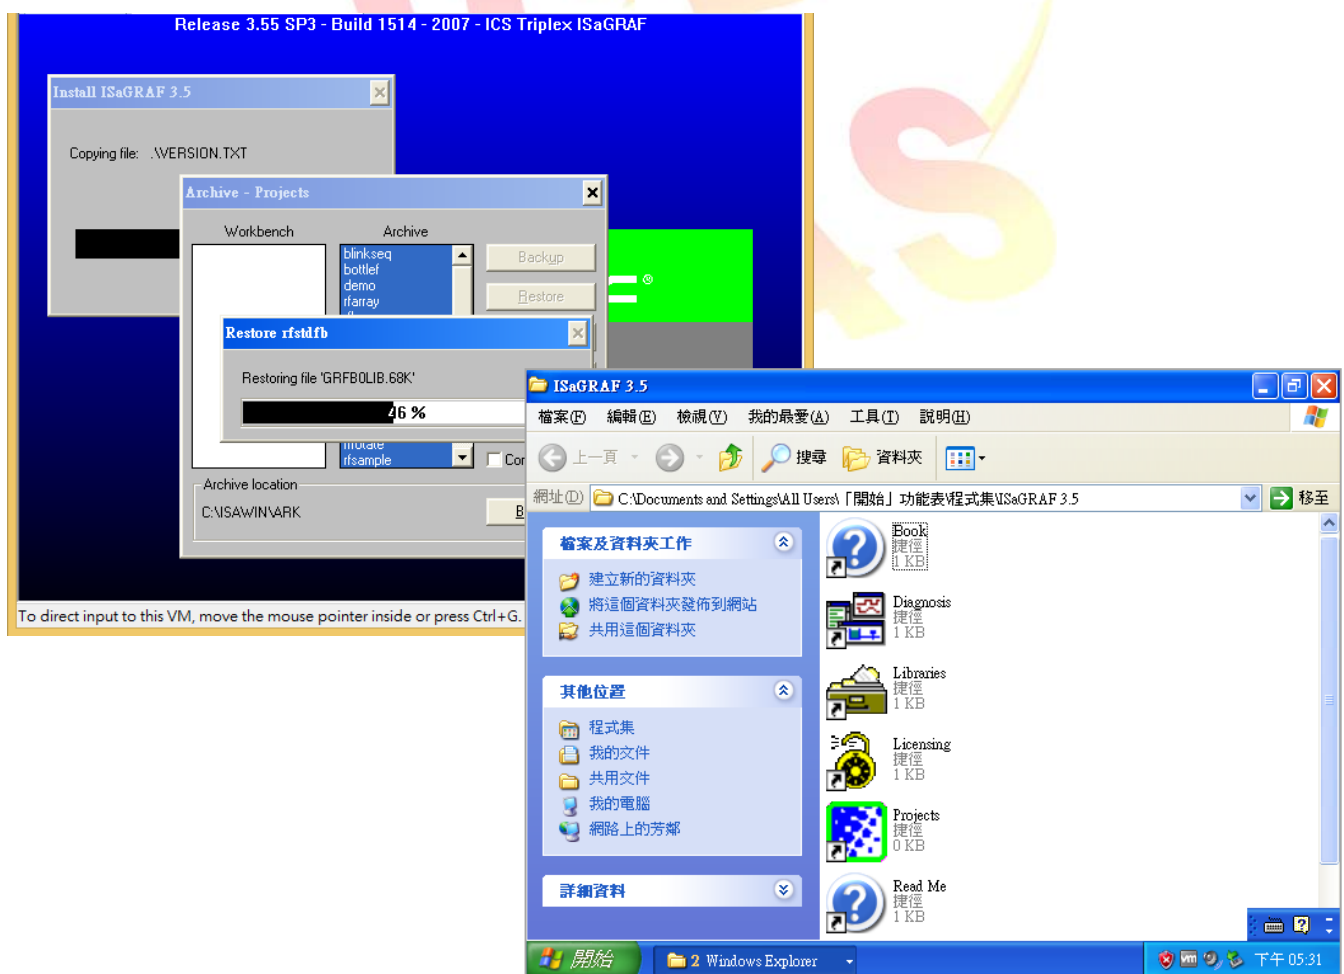 Release 3.55 SP3 - Build 1514 - 2007 - ICS Triplex ISaGRAF
Install ISaGRAF 3.5
Copying file: .\VERSION.TXT
Archive - Projects
Workbench
Archive
blinkseq
bottlef
demo
rfarray
Backup
Restore
®
Restore rfstdfb
Restoring file 'GRFB0LIB.68K'
46 %
rfrotate
rfsample
Cor
Archive location
C:\ISAWIN\ARK
B
To direct input to this VM, move the mouse pointer inside or press Ctrl+G.
ISaGRAF 3.5
檔案(F) 編輯(E) 檢視(V) 我的最愛(A) 工具(T) 說明(H)
上一頁 搜尋 資料夾
網址(D) C:\Documents and Settings\All Users\「開始」功能表\程式集\ISaGRAF 3.5 移至
檔案及資料夾工作
建立新的資料夾
將這個資料夾發佈到網站
共用這個資料夾
其他位置
程式集
我的文件
共用文件
我的電腦
網路上的芳鄰
詳細資料
Book
捷徑
1 KB
Diagnosis
捷徑
1 KB
Libraries
捷徑
1 KB
Licensing
捷徑
1 KB
Projects
捷徑
0 KB
Read Me
捷徑
1 KB
開始
2 Windows Explorer
下午 05:31